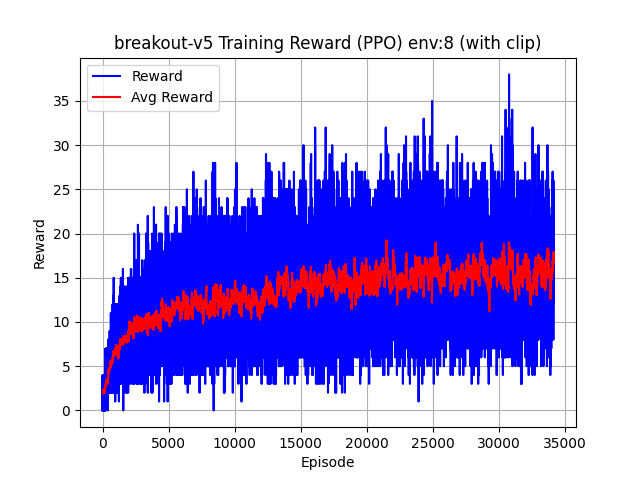 breakout-v5 Training Reward (PPO) env:8 (with clip)
Reward
Avg Reward
35
30
25
20
15
10
5
0
Reward
0 5000 10000 15000 20000 25000 30000 35000
Episode